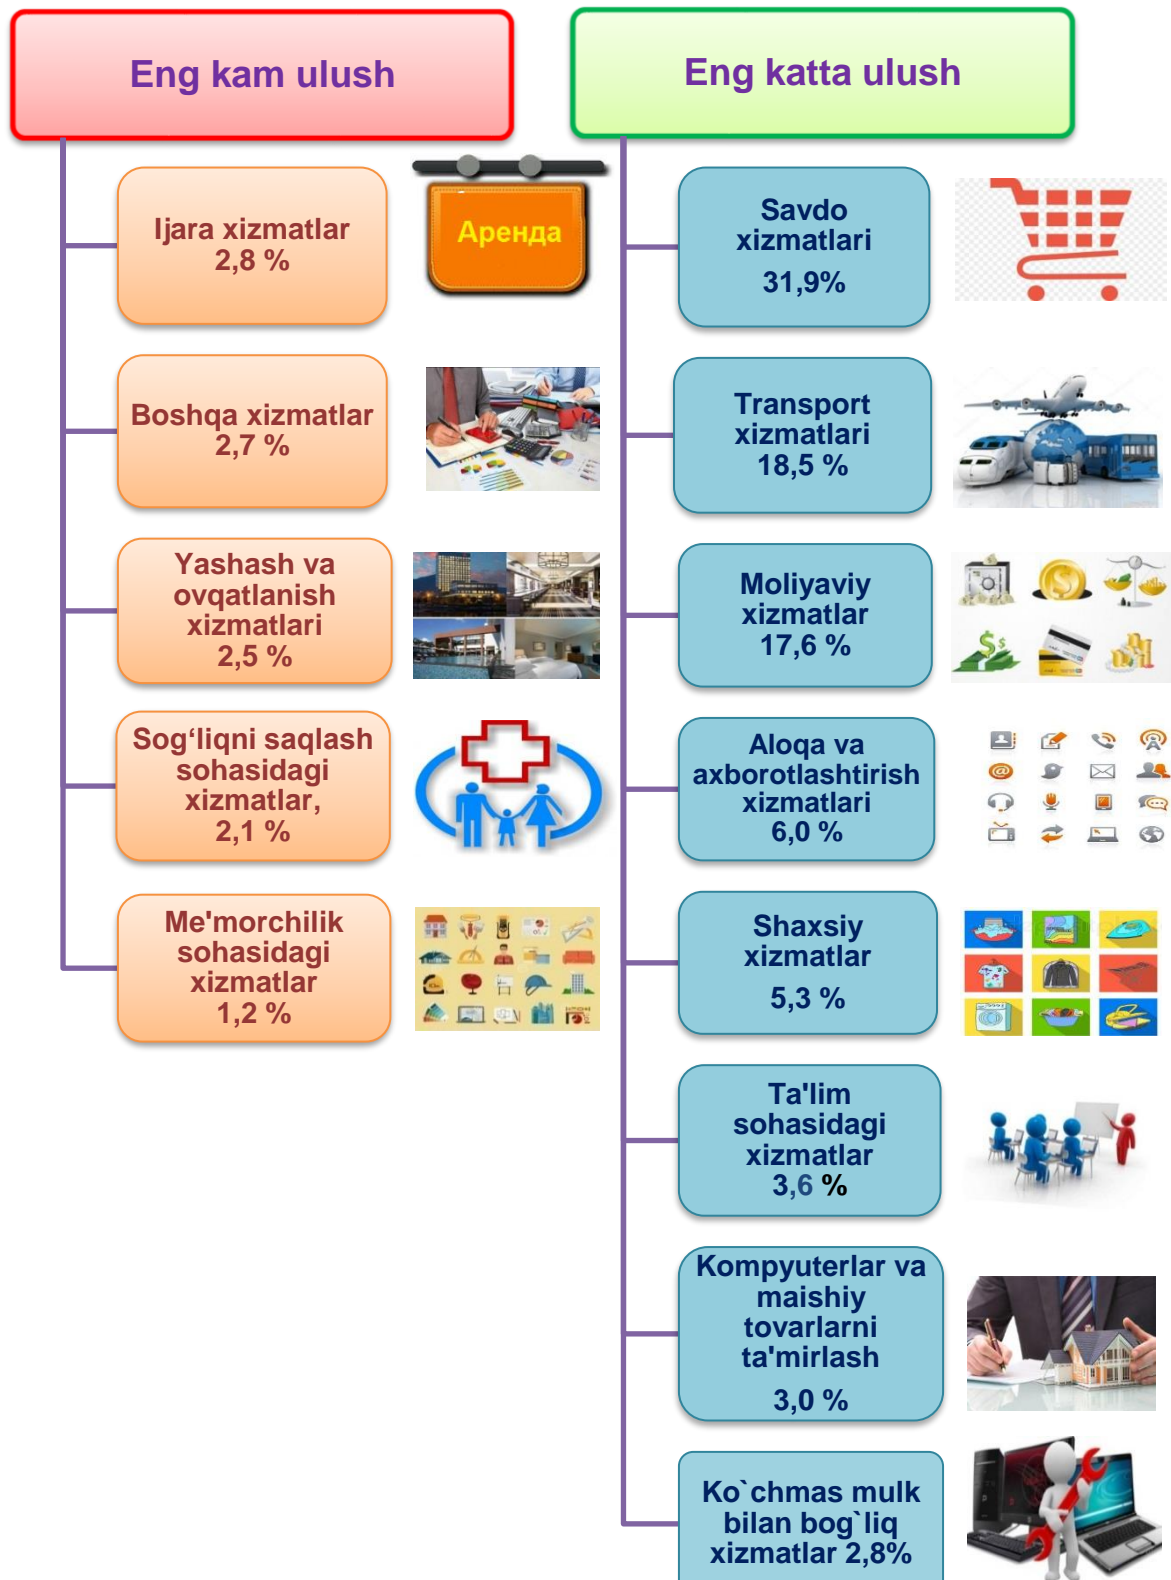 Eng kam ulush
Ijara xizmatlar
2,8 %
Аренда
Boshqa xizmatlar
2,7 %
Yashash va
ovqatlanish
xizmatlari
2,5 %
Sog‘liqni saqlash
sohasidagi
xizmatlar,
2,1 %
Me'morchilik
sohasidagi
xizmatlar
1,2 %
Eng katta ulush
Savdo
xizmatlari
31,9%
Transport
xizmatlari
18,5 %
Moliyaviy
xizmatlar
17,6 %
Aloqa va
axborotlashtirish
xizmatlari
6,0 %
Shaxsiy
xizmatlar
5,3 %
Ta'lim
sohasidagi
xizmatlar
3,6 %
Kompyuterlar va
maishiy
tovarlarni
ta'mirlash
3,0 %
Ko`chmas mulk
bilan bog`liq
xizmatlar 2,8%